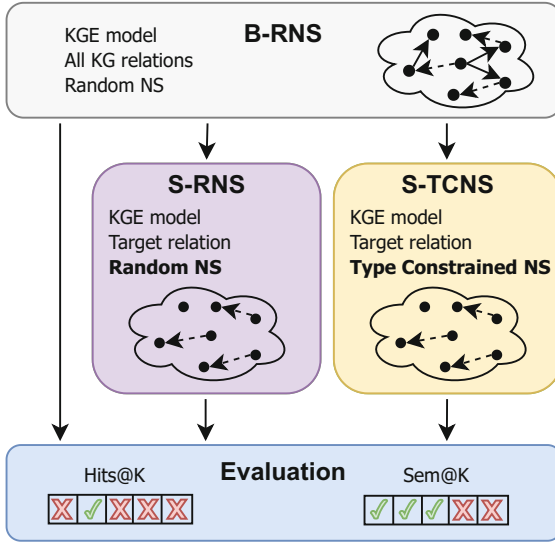 B-RNS
KGE model
All KG relations
Random NS
S-RNS
KGE model
Target relation
Random NS
S-TCNS
KGE model
Target relation
Type Constrained NS
Evaluation
Hits@K
Sem@K